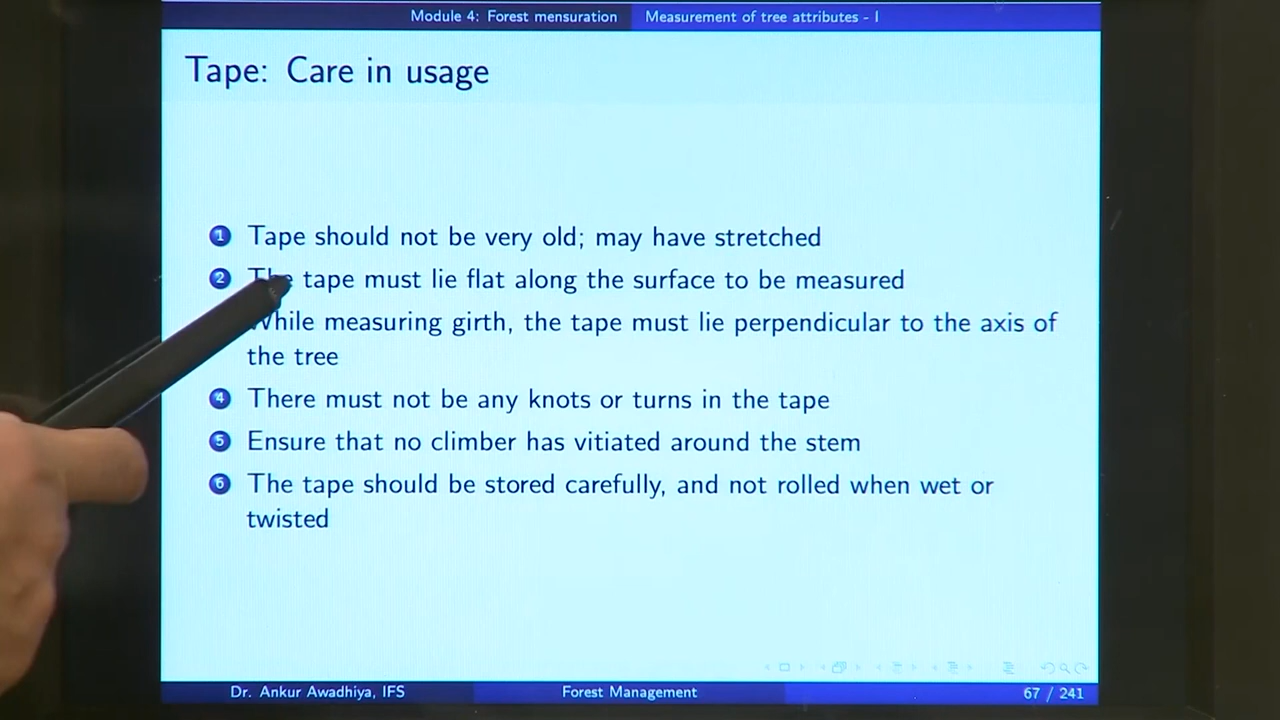 Module 4: Forest mensuration Measurement of tree attributes - I
Tape: Care in usage
1 Tape should not be very old; may have stretched
2 The tape must lie flat along the surface to be measured
While measuring girth, the tape must lie perpendicular to the axis of
the tree
4 There must not be any knots or turns in the tape
5 Ensure that no climber has vitiated around the stem
6 The tape should be stored carefully, and not rolled when wet or
twisted
Dr. Ankur Awadhiya, IFS Forest Management 67 / 241